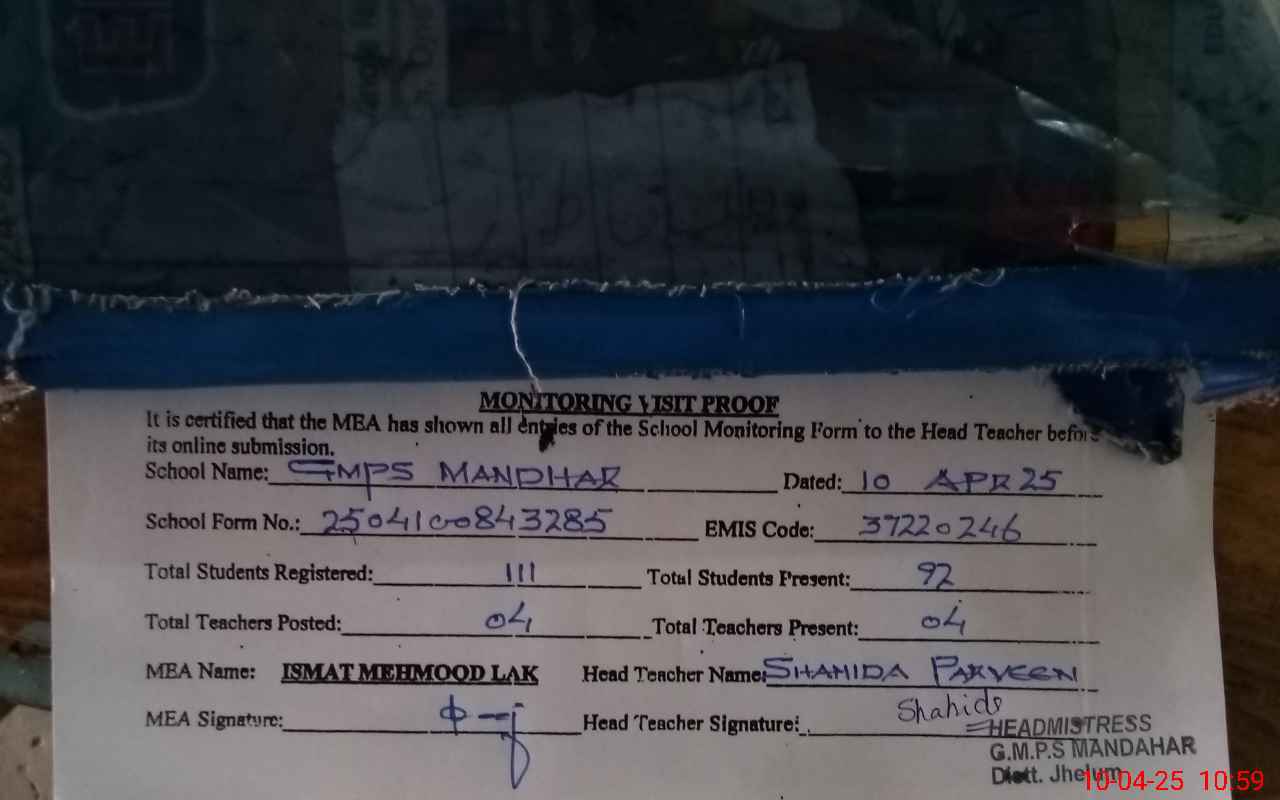 MONITORING VISIT PROOF
It is certified that the MEA has shown all entries of the School Monitoring Form to the Head Teacher before
its online submission.
School Name: GMPS MANDHAR Dated: 10 APR 25
School Form No.: 2504100843285 EMIS Code: 37220246
Total Students Registered: 111 Total Students Present: 92
Total Teachers Posted: 04 Total Teachers Present: 04
MEA Name: ISMAT MEHMOOD LAK Head Teacher Name: SHAHIDA PARVEEN
MEA Signature: Head Teacher Signature: Shahida
HEADMISTRESS
G.M.P.S MANDAHAR
Distt. Jhelum
10-04-25 10:59